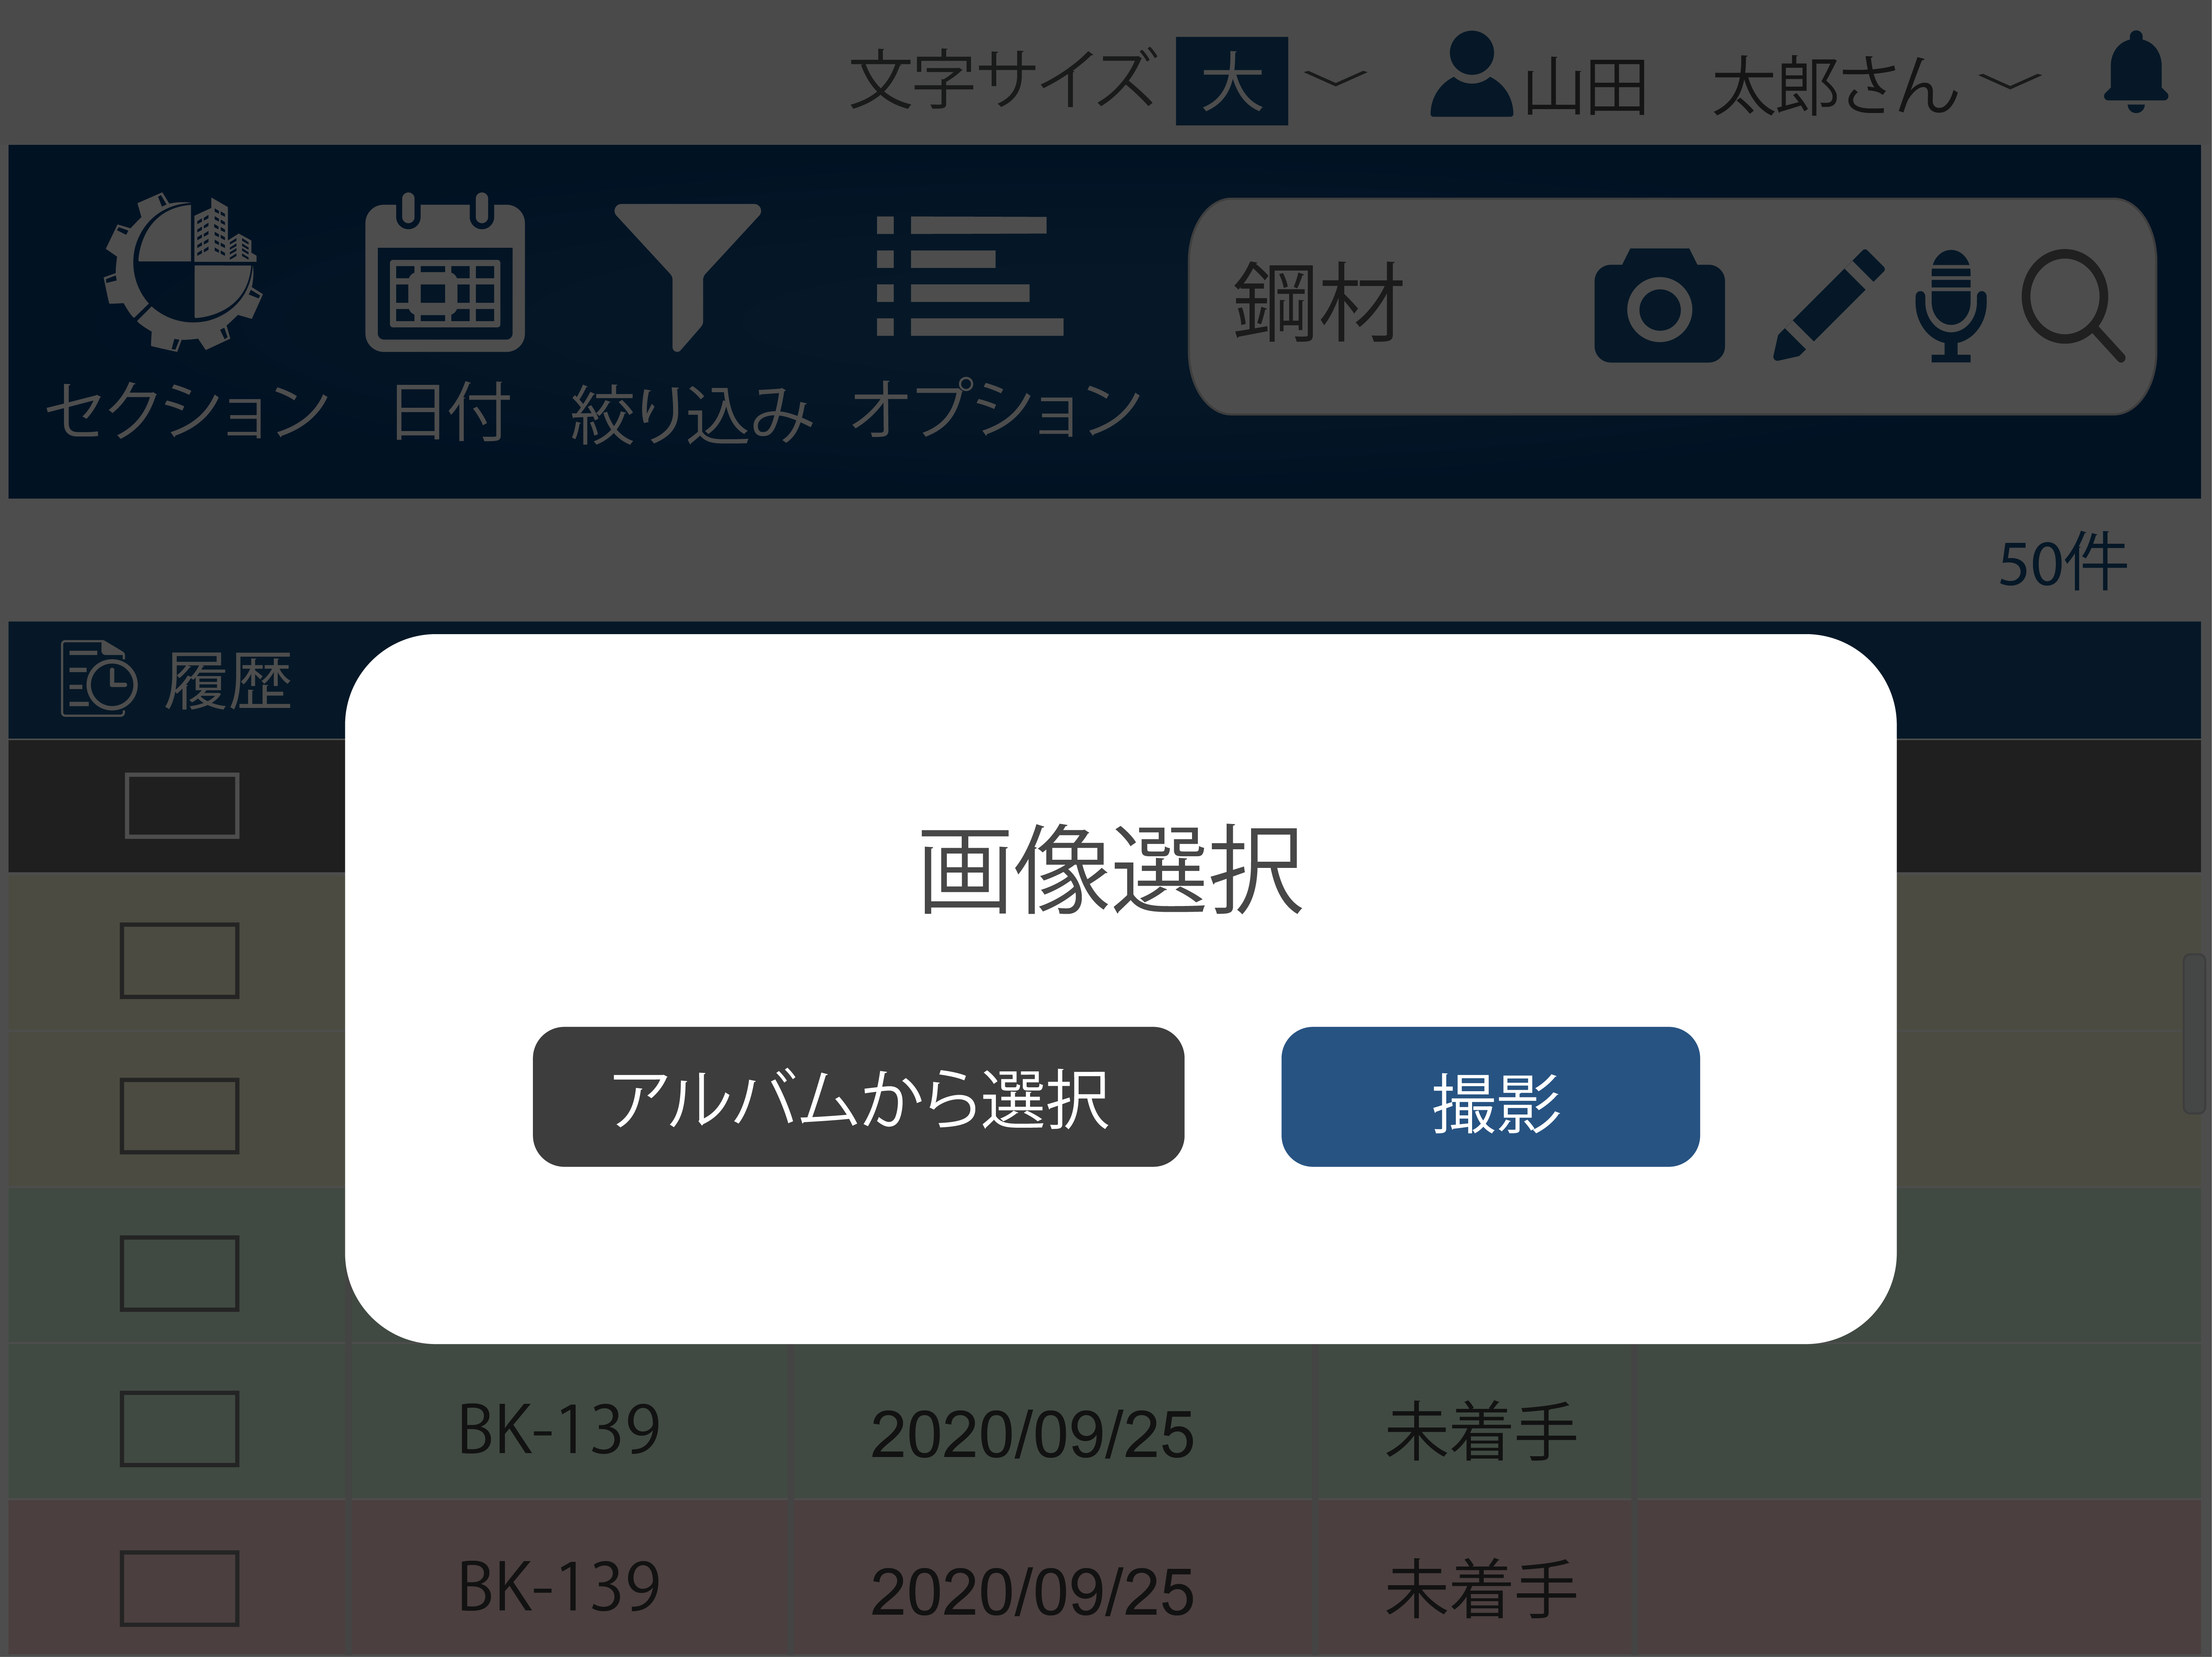 文字サイズ 大 山田 太郎さん
鋼材
セクション 日付 絞り込み オプション
50件
履歴
画像選択
アルバムから選択 撮影
BK-139 2020/09/25 未着手
BK-139 2020/09/25 未着手